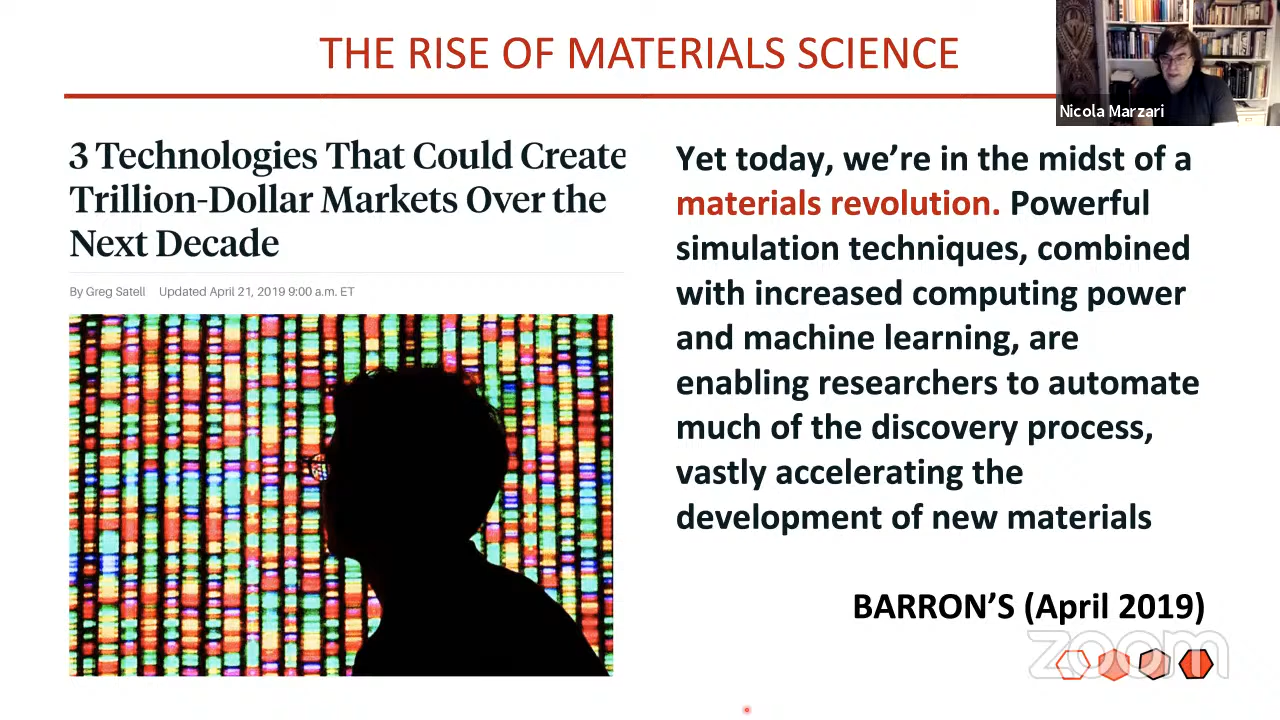 THE RISE OF MATERIALS SCIENCE
Nicola Marzari
3 Technologies That Could Create
Trillion-Dollar Markets Over the
Next Decade
By Greg Satell Updated April 21, 2019 9:00 a.m. ET
Yet today, we’re in the midst of a
materials revolution. Powerful
simulation techniques, combined
with increased computing power
and machine learning, are
enabling researchers to automate
much of the discovery process,
vastly accelerating the
development of new materials
BARRON’S (April 2019)
zoom